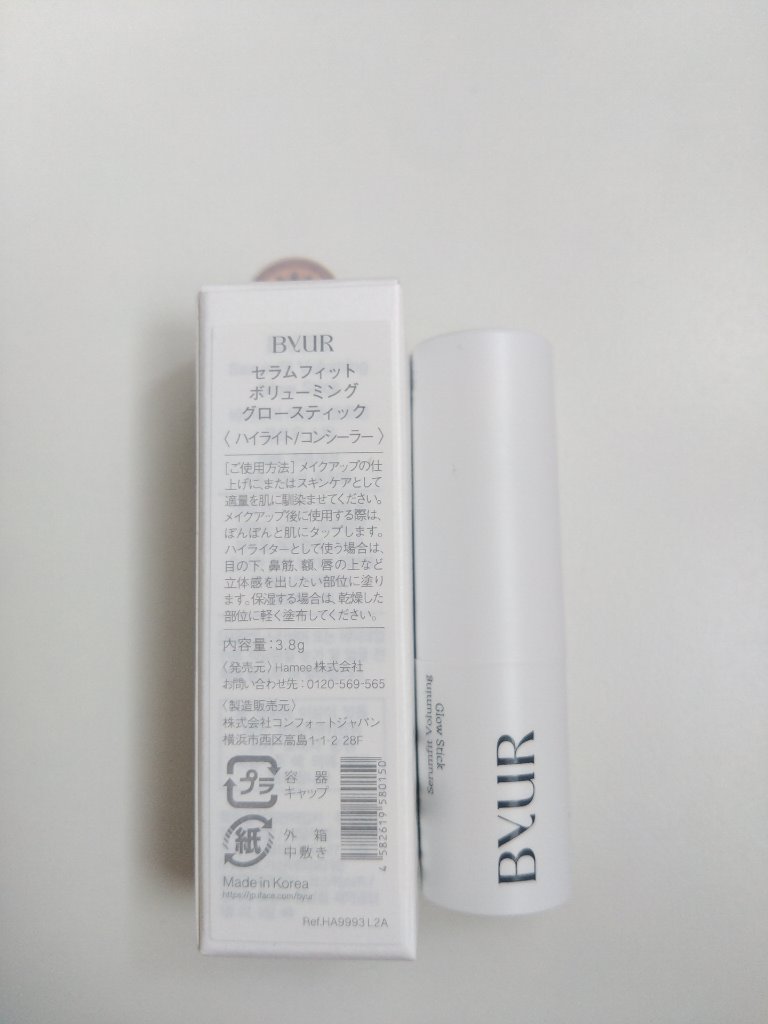 BYUR
セラムフィット
ボリューミング
グロースティック
〈 ハイライト/コンシーラー 〉
[ご使用方法] メイクアップの仕
上げに、またはスキンケアとして
適量を肌に馴染ませてください。
メイクアップ後に使用する際は、
ぽんぽんと肌にタップします。
ハイライターとして使う場合は、
目の下、鼻筋、額、唇の上など
立体感を出したい部位に塗り
ます。保湿する場合は、乾燥した
部位に軽く塗布してください。
内容量：3.8g
〈発売元〉Hamee株式会社
お問い合わせ先：0120-569-565
〈製造販売元〉
株式会社コンフォートジャパン
横浜市西区高島1-1-2 28F
プラ 容器
キャップ
紙 外箱
中敷き
4 582619 580150
Made in Korea
https://jp.iface.com/byur
Ref.HA9993L2A
Serumfit Voluming
Glow Stick
BYUR